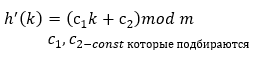 h′(k) = (c₁k + c₂)mod m
c₁, c₂₋const которые подбираются